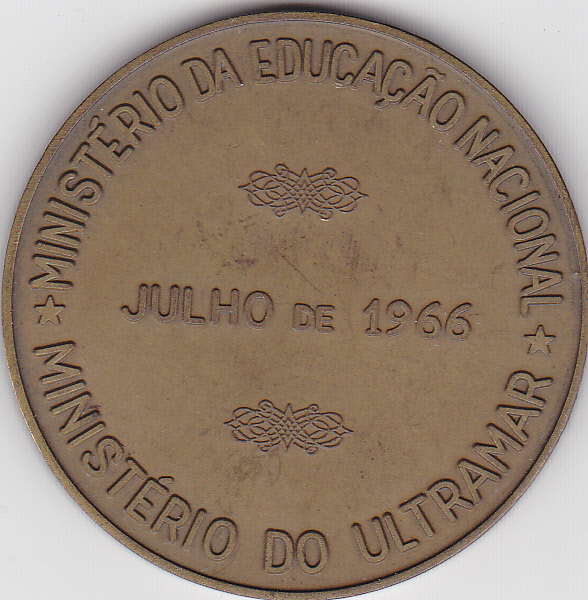 MINISTÉRIO DA EDUCAÇÃO NACIONAL
JULHO DE 1966
MINISTÉRIO DO ULTRAMAR